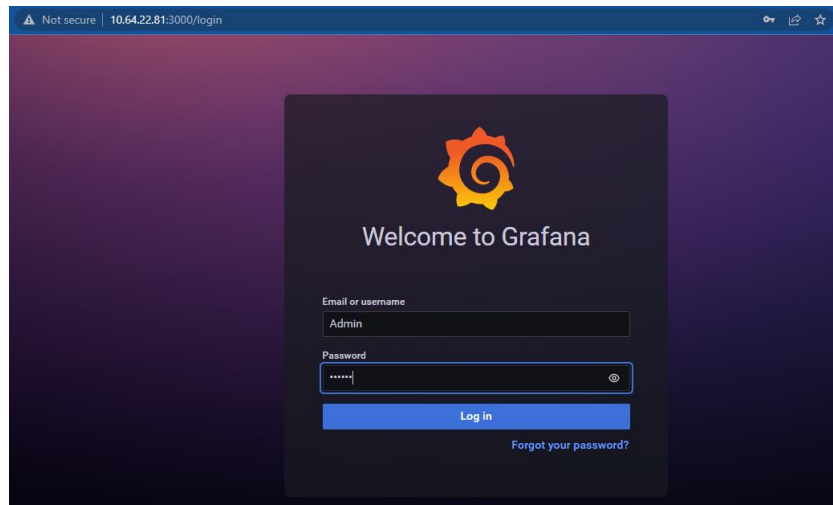 Not secure | 10.64.22.81:3000/login
Welcome to Grafana
Email or username
Admin
Password
••••••
Log in
Forgot your password?